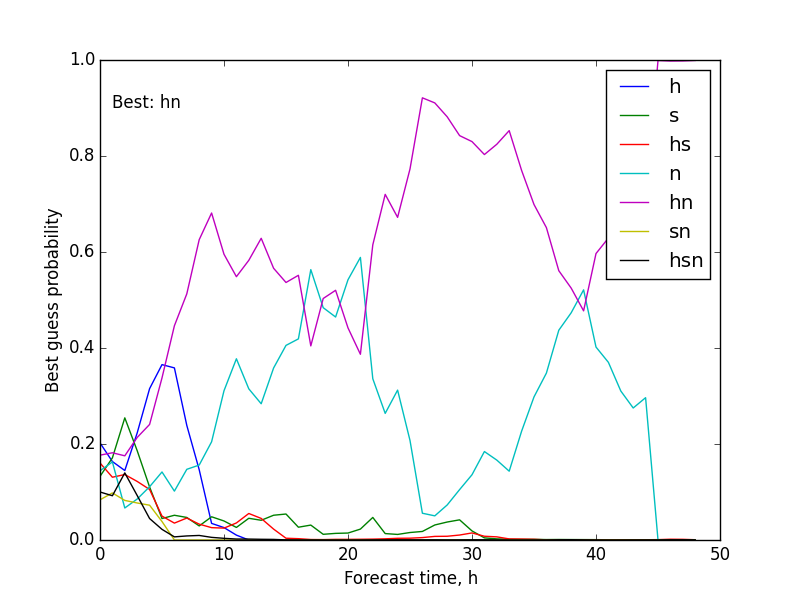 1.0
0.8
0.6
0.4
0.2
0.0
0
10
20
30
40
50
Best guess probability
Forecast time, h
Best: hn
h
s
hs
n
hn
sn
hsn